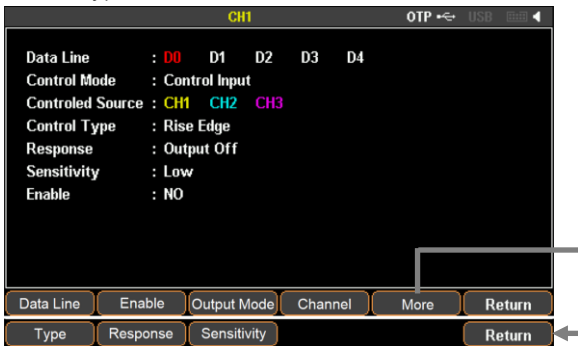 CH1 OTP USB
Data Line : D0 D1 D2 D3 D4
Control Mode : Control Input
Controled Source : CH1 CH2 CH3
Control Type : Rise Edge
Response : Output Off
Sensitivity : Low
Enable : NO
Data Line Enable Output Mode Channel More Return
Type Response Sensitivity Return